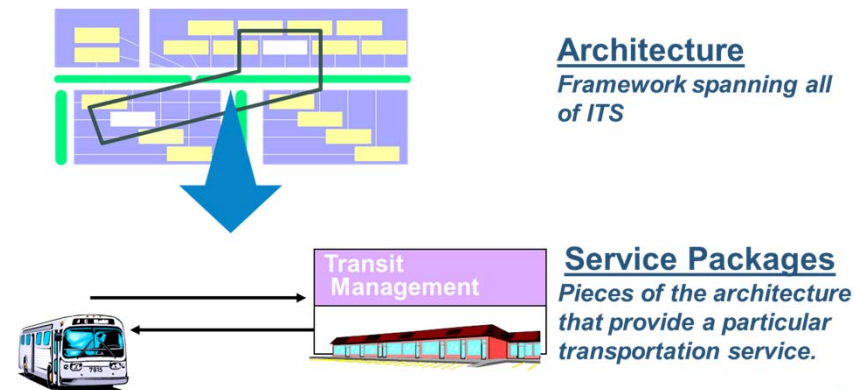 Architecture
Framework spanning all
of ITS
Transit
Management
Service Packages
Pieces of the architecture
that provide a particular
transportation service.
7815